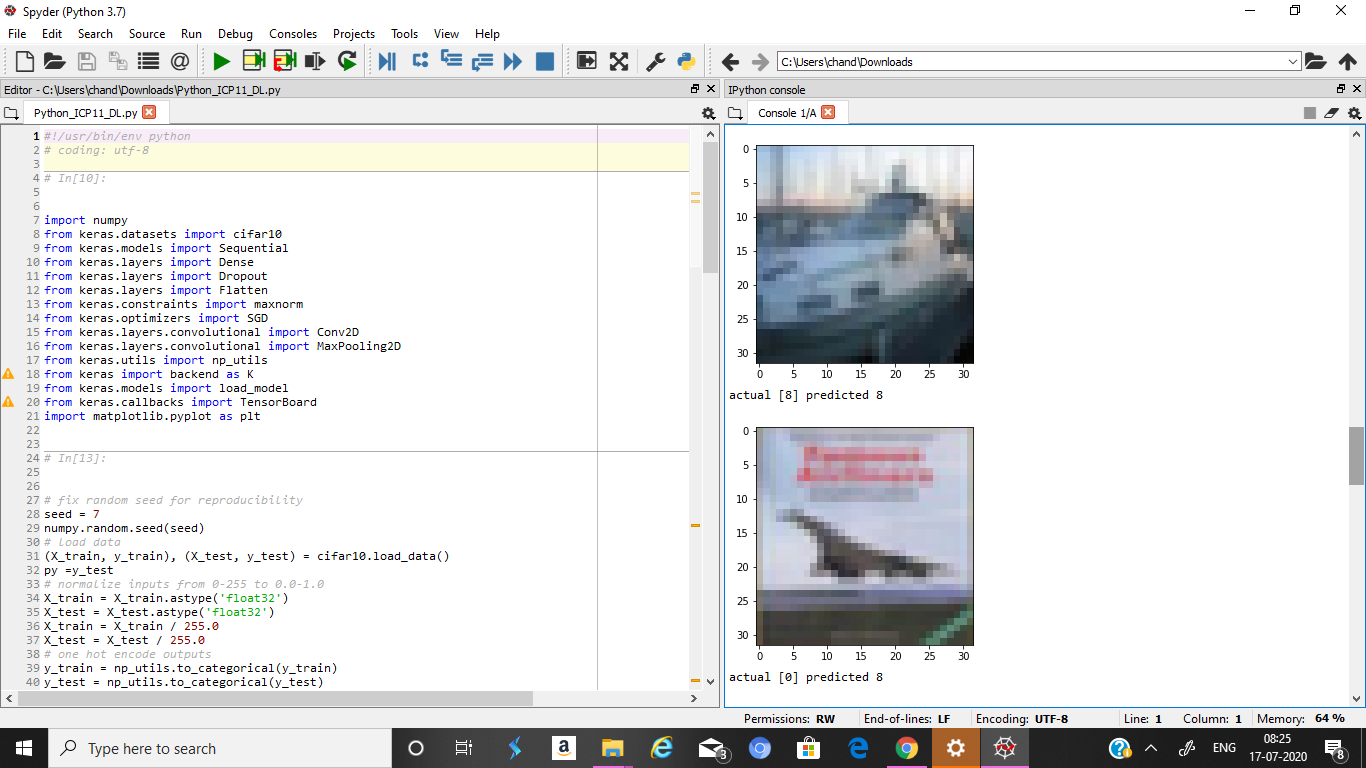 Spyder (Python 3.7)
File Edit Search Source Run Debug Consoles Projects Tools View Help
C:\Users\chand\Downloads
Editor - C:\Users\chand\Downloads\Python_ICP11_DL.py
Python_ICP11_DL.py
1 #!/usr/bin/env python
2 # coding: utf-8
3
4 # In[10]:
5
6
7 import numpy
8 from keras.datasets import cifar10
9 from keras.models import Sequential
10 from keras.layers import Dense
11 from keras.layers import Dropout
12 from keras.layers import Flatten
13 from keras.constraints import maxnorm
14 from keras.optimizers import SGD
15 from keras.layers.convolutional import Conv2D
16 from keras.layers.convolutional import MaxPooling2D
17 from keras.utils import np_utils
18 from keras import backend as K
19 from keras.models import load_model
20 from keras.callbacks import TensorBoard
21 import matplotlib.pyplot as plt
22
23
24 # In[13]:
25
26
27 # fix random seed for reproducibility
28 seed = 7
29 numpy.random.seed(seed)
30 # load data
31 (X_train, y_train), (X_test, y_test) = cifar10.load_data()
32 py =y_test
33 # normalize inputs from 0-255 to 0.0-1.0
34 X_train = X_train.astype('float32')
35 X_test = X_test.astype('float32')
36 X_train = X_train / 255.0
37 X_test = X_test / 255.0
38 # one hot encode outputs
39 y_train = np_utils.to_categorical(y_train)
40 y_test = np_utils.to_categorical(y_test)
IPython console
Console 1/A
0
5
10
15
20
25
30
0 5 10 15 20 25 30
actual [8] predicted 8
0
5
10
15
20
25
30
0 5 10 15 20 25 30
actual [0] predicted 8
Permissions: RW End-of-lines: LF Encoding: UTF-8 Line: 1 Column: 1 Memory: 64 %
Type here to search
a
3
ENG
08:25
17-07-2020
8